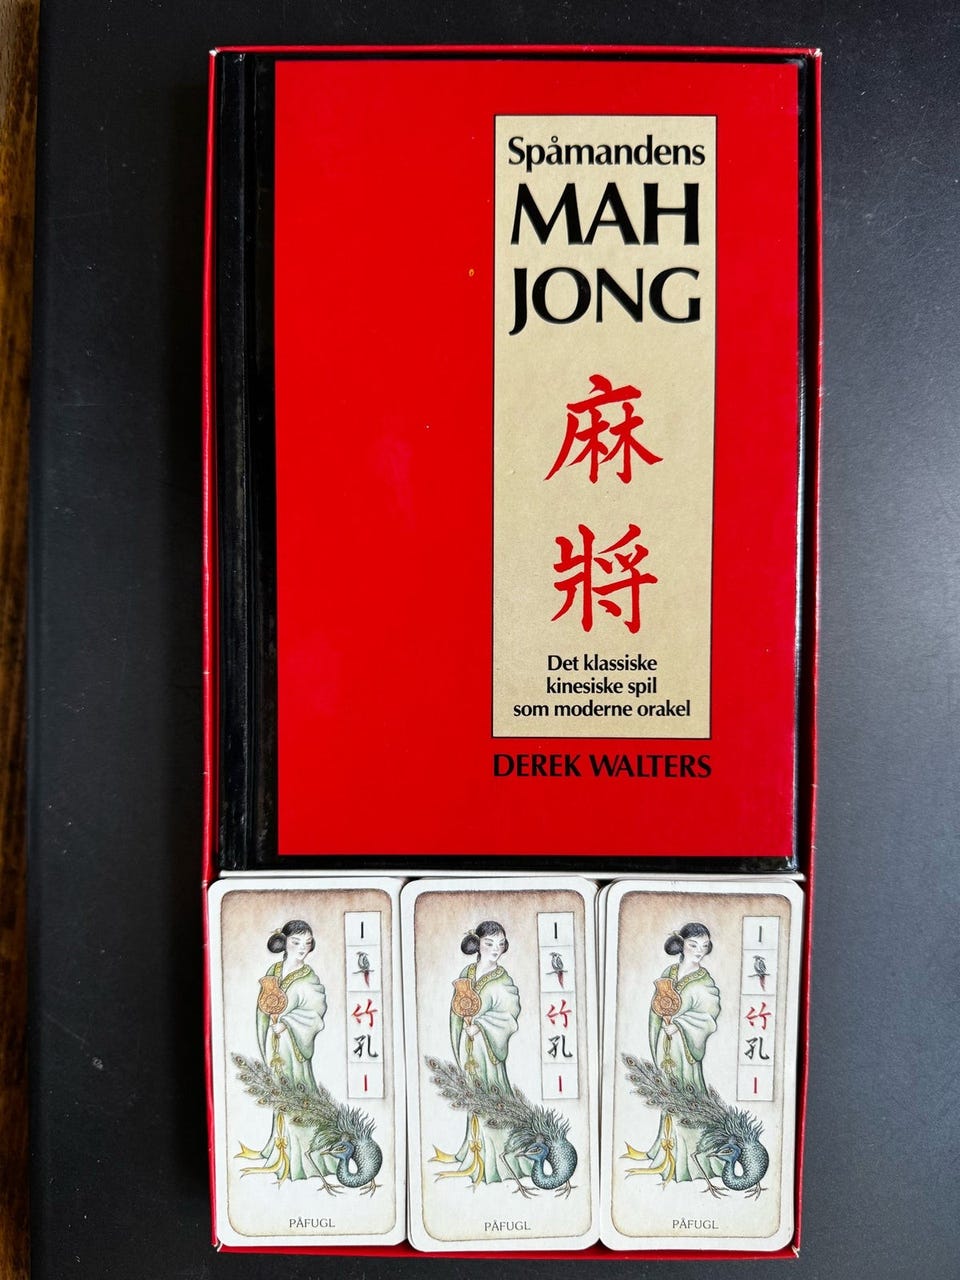 Spåmandens
MAH
JONG
麻
將
Det klassiske
kinesiske spil
som moderne orakel
DEREK WALTERS
1
竹
孔
1
PÅFUGL
1
竹
孔
1
PÅFUGL
1
竹
孔
1
PÅFUGL